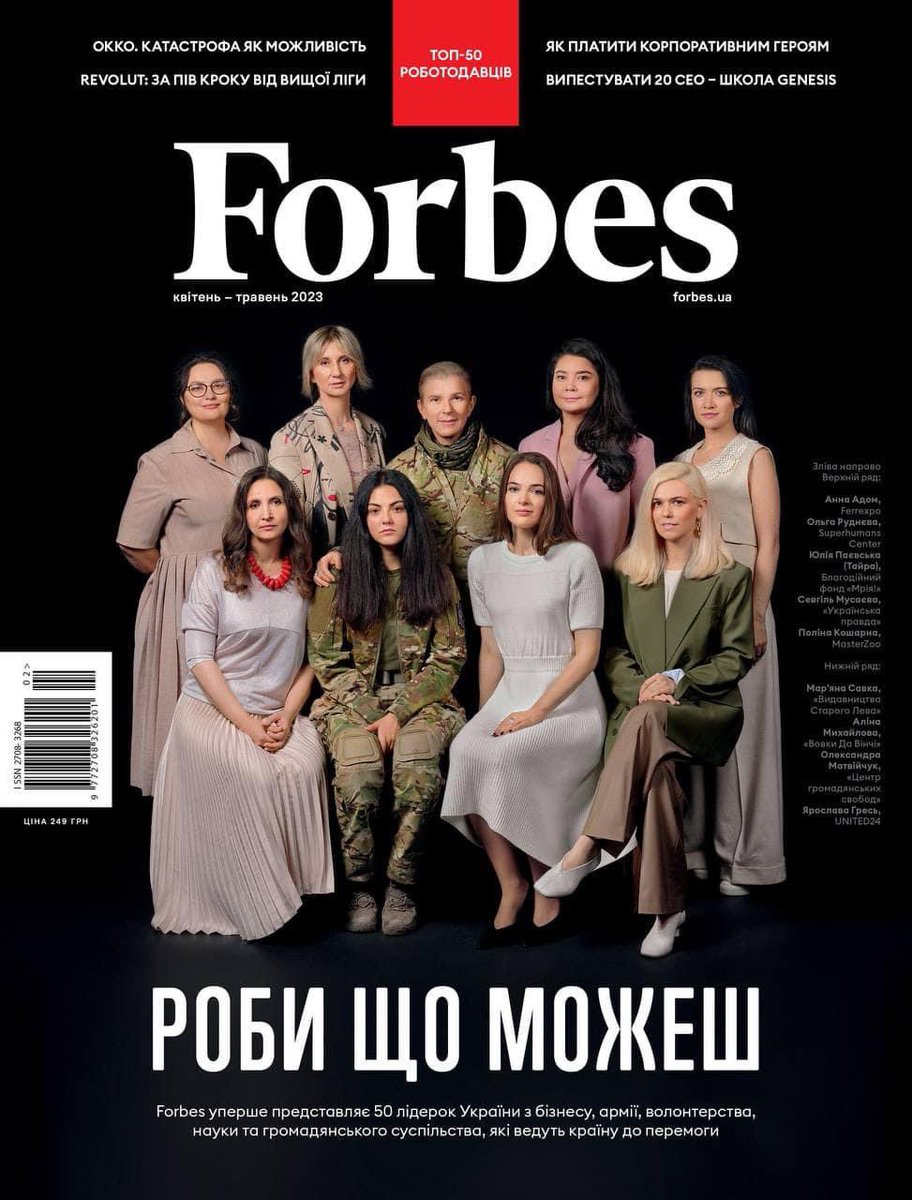 ОККО. КАТАСТРОФА ЯК МОЖЛИВІСТЬ
REVOLUT: ЗА ПІВ КРОКУ ВІД ВИЩОЇ ЛІГИ
ТОП-50
РОБОТОДАВЦІВ
ЯК ПЛАТИТИ КОРПОРАТИВНИМ ГЕРОЯМ
ВИПЕСТУВАТИ 20 СЕО – ШКОЛА GENESIS
Forbes
квітень – травень 2023
forbes.ua
Зліва направо
Верхній ряд:
Анна Адом,
Ferrexpo
Ольга Руднєва,
Superhumans
Center
Юлія Паєвська
(Тайра),
Благодійний
фонд «Мрія!»
Севгіль Мусаєва,
«Українська
правда»
Поліна Кошарна,
MasterZoo
Нижній ряд:
Мар'яна Савка,
«Видавництва
Старого Лева»
Аліна
Михайлова,
«Вовки Да Вінчі»
Олександра
Матвійчук,
«Центр
громадянських
свобод»
Ярослава Гресь,
UNITED24
02>
ISSN 2708-3268
9 772708 326201
ЦІНА 249 ГРН
РОБИ ЩО МОЖЕШ
Forbes уперше представляє 50 лідерок України з бізнесу, армії, волонтерства,
науки та громадянського суспільства, які ведуть країну до перемоги